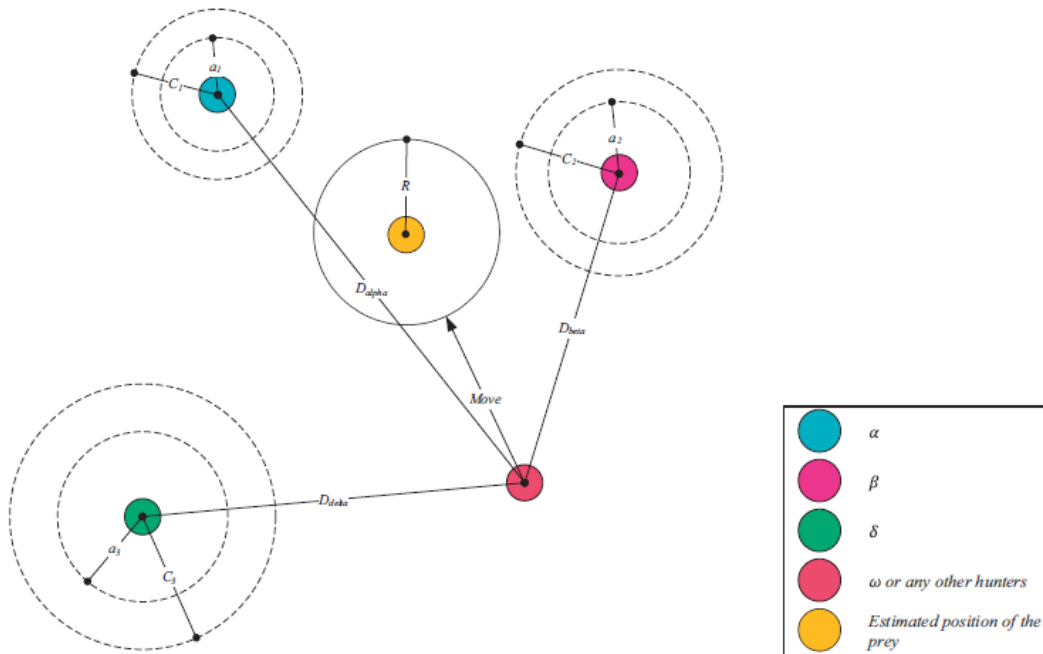 a1
C1
a2
C2
R
Dalpha
Dbeta
Move
Ddelta
a3
C3
α
β
δ
ω or any other hunters
Estimated position of the
prey